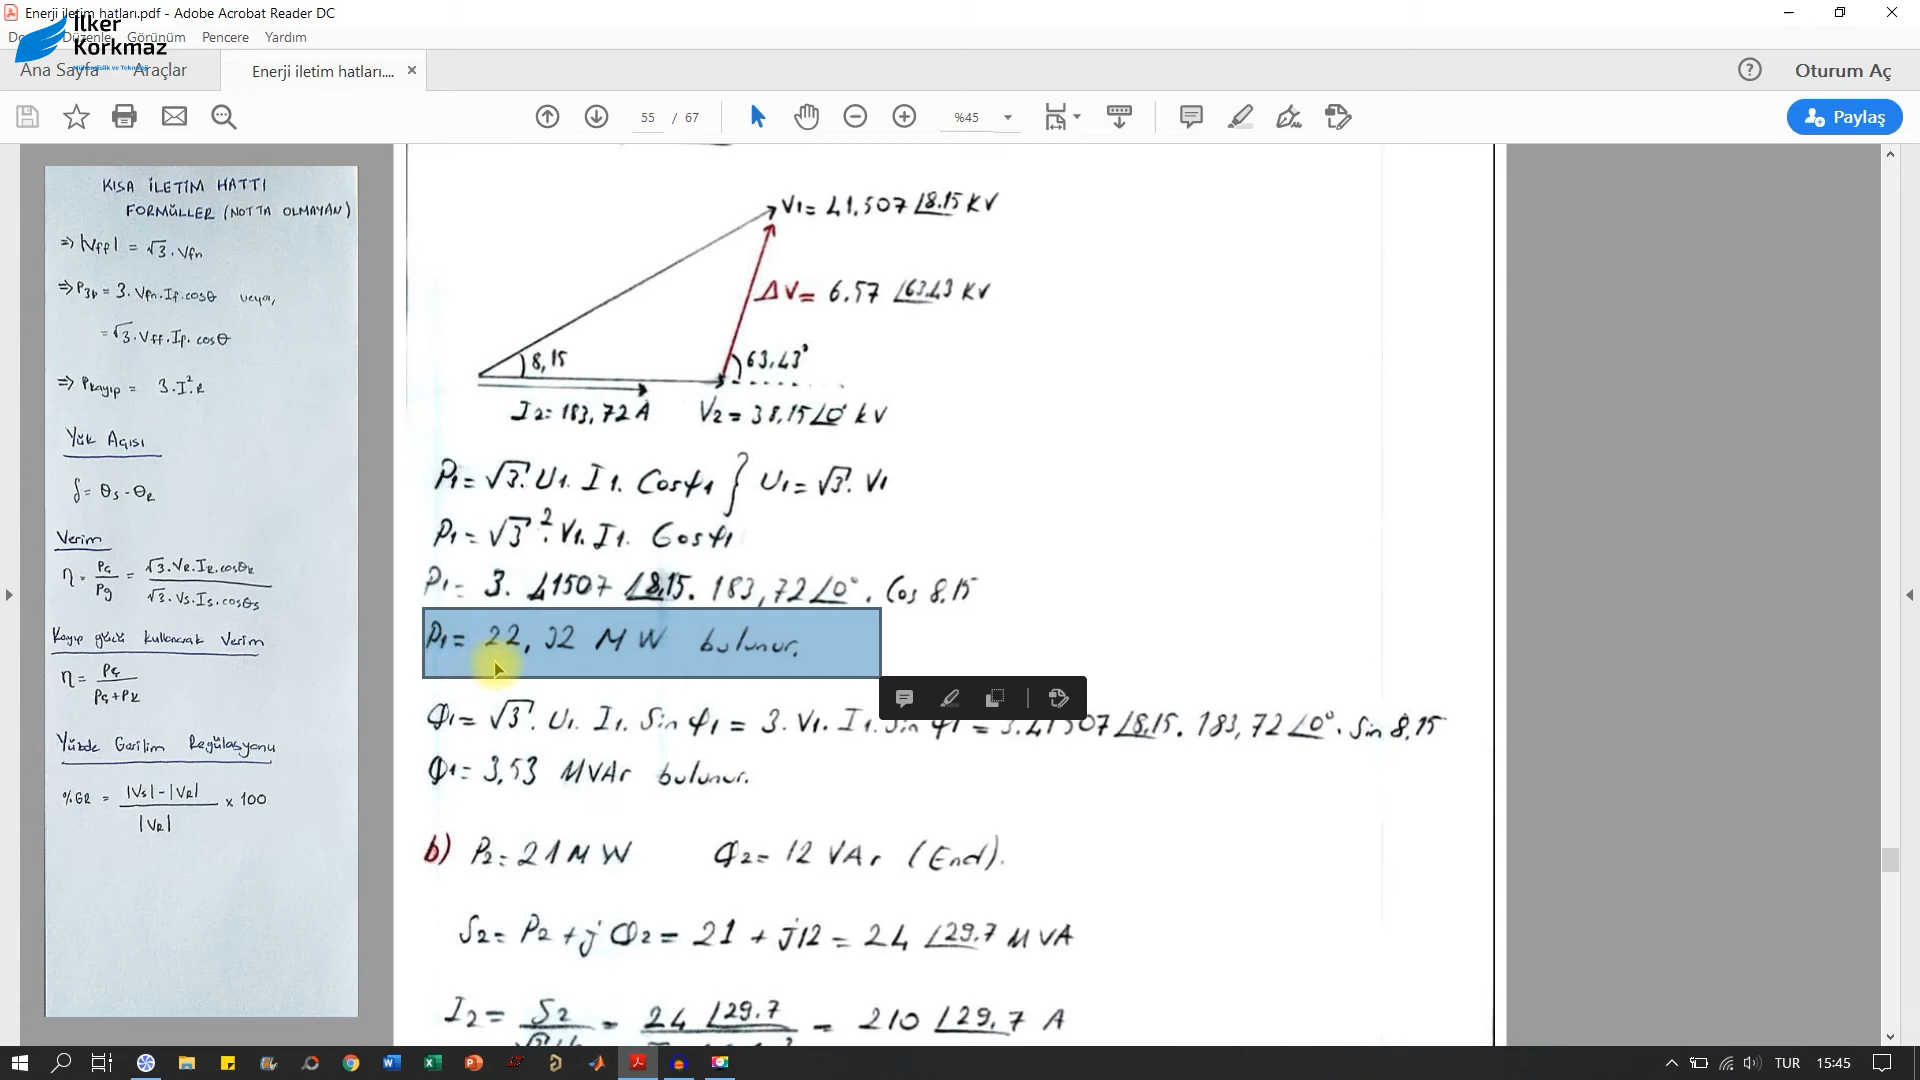 Enerji iletim hatları.pdf - Adobe Acrobat Reader DC
İlker
Korkmaz
Düzenle Görünüm Pencere Yardım
Ana Sayfa Araçlar Enerji iletim hatları.... ×
Oturum Aç
55 / 67
%45
Paylaş
KISA İLETİM HATTI
FORMÜLLER (NOTTA OLMAYAN)
=> |Vff| = √3 . Vfn
=> P3φ = 3. Vfn. If. cosθ veya,
= √3. Vff. If. cosθ
=> Pkayıp = 3. I². R
Yük Açısı
δ = θs - θR
Verim
η = Pç/Pg = √3. VR. IR. cosθR / √3. Vs. Is. cosθs
Kayıp gücü kullanarak Verim
η = Pç / Pç + PK
Yüzde Gerilim Regülasyonu
%GR = |Vs| - |VR| / |VR| x 100
V1 = 41,507 ∠8.15 kV
ΔV = 6.57 ∠63.43 kV
8,15
63,43°
I2 = 183,72 A V2 = 38,15 ∠0° kV
P1 = √3. U1. I1. Cosφ1 } U1 = √3. V1
P1 = √3². V1. I1. Cosφ1
P1 = 3. 41507 ∠8,15. 183,72 ∠0°. Cos 8,15
P1 = 22,32 MW bulunur.
Q1 = √3. U1. I1. Sin φ1 = 3. V1. I1. Sin φ1 = 3.41507 ∠8,15. 183,72 ∠0°. Sin 8,15
Q1 = 3,53 MVAr bulunur.
b) P2 = 21 MW Q2 = 12 VAr (End).
S2 = P2 + j Q2 = 21 + j12 = 24 ∠29.7 MVA
I2 = S2 = 24 ∠29.7 = 210 ∠29,7 A
TUR 15:45